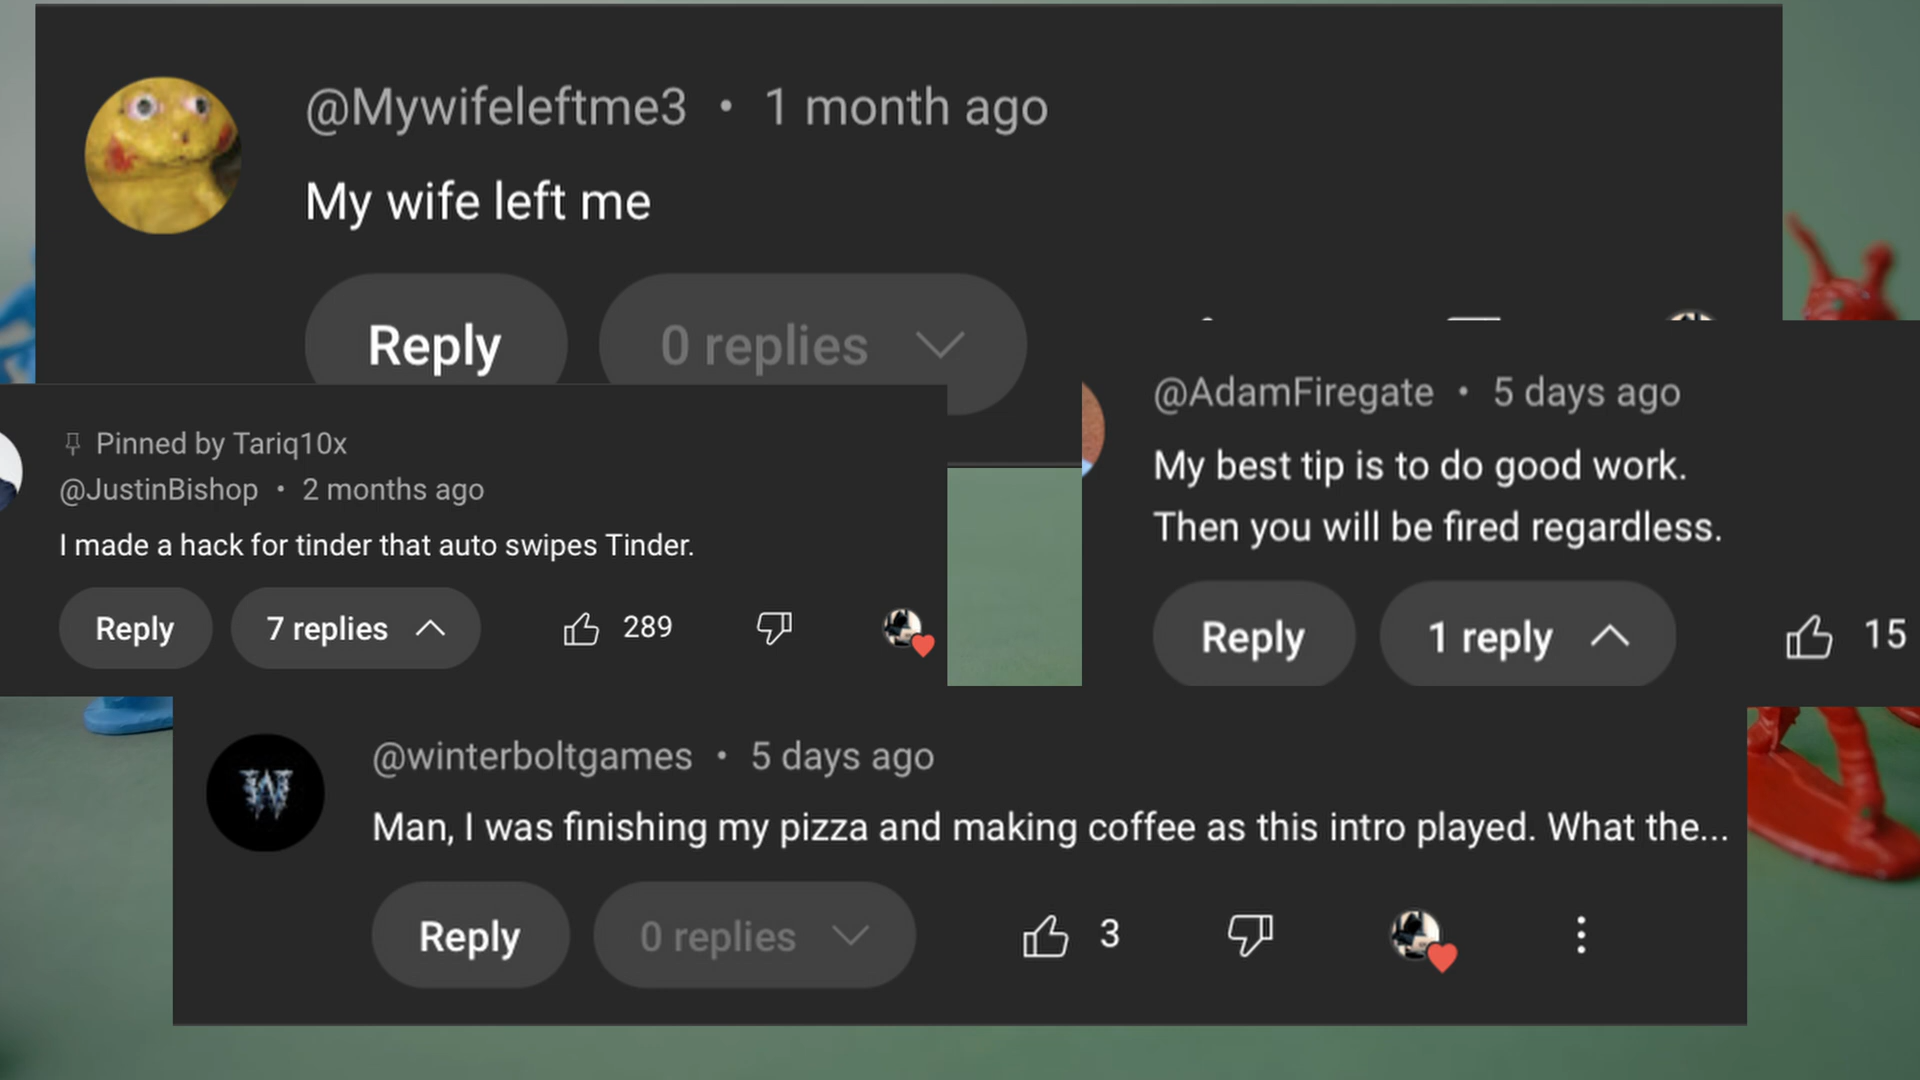 @Mywifeleftme3 • 1 month ago
My wife left me
Reply
0 replies
Pinned by Tariq10x
@JustinBishop • 2 months ago
I made a hack for tinder that auto swipes Tinder.
Reply
7 replies
289
@AdamFiregate • 5 days ago
My best tip is to do good work.
Then you will be fired regardless.
Reply
1 reply
15
W
@winterboltgames • 5 days ago
Man, I was finishing my pizza and making coffee as this intro played. What the...
Reply
0 replies
3